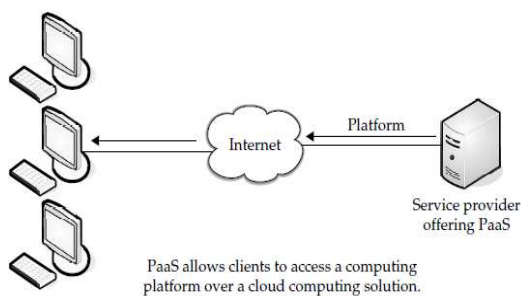 Platform
Internet
Service provider
offering PaaS
PaaS allows clients to access a computing
platform over a cloud computing solution.